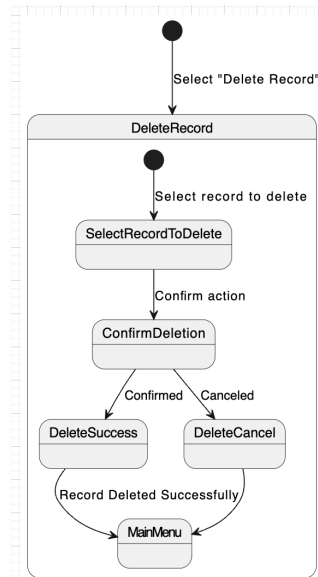 Select "Delete Record"
DeleteRecord
Select record to delete
SelectRecordToDelete
Confirm action
ConfirmDeletion
Confirmed
Canceled
DeleteSuccess
DeleteCancel
Record Deleted Successfully
MainMenu